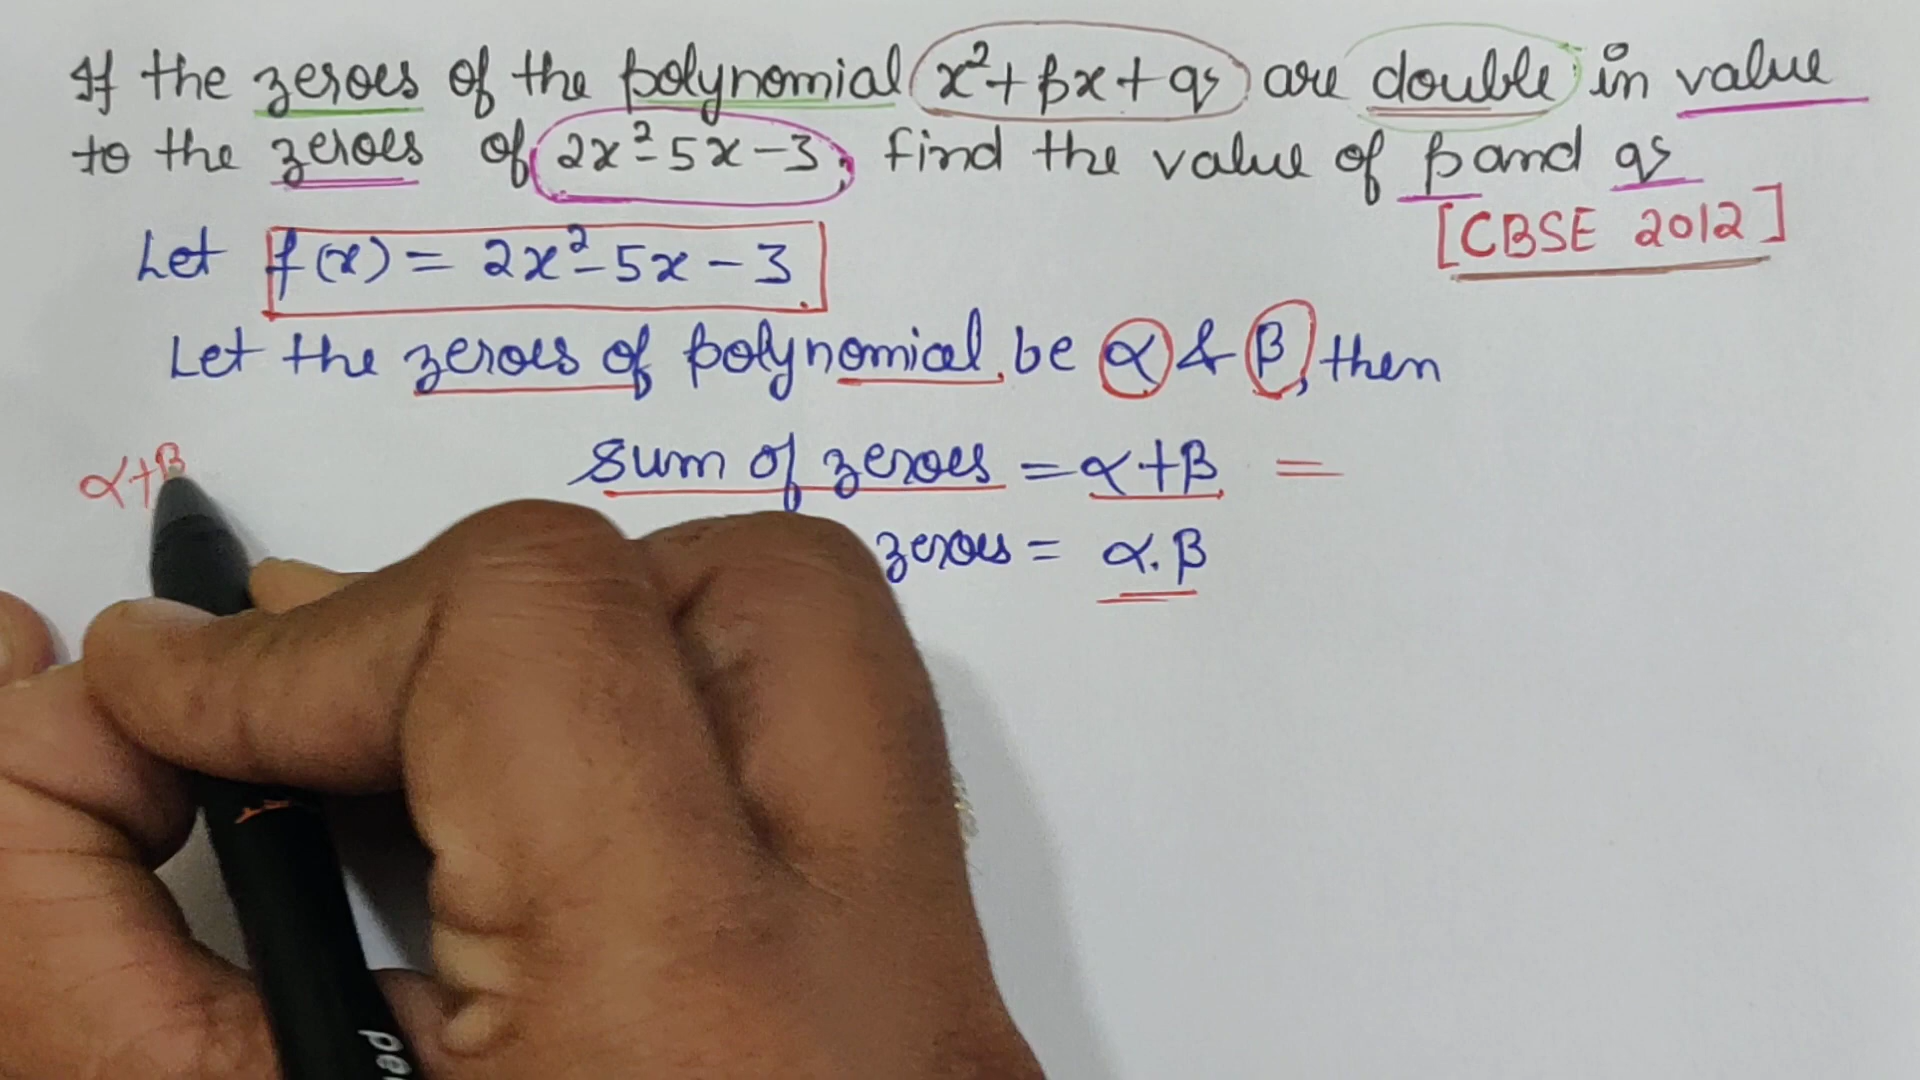 If the zeroes of the polynomial x²+px+q are double in value
to the zeroes of 2x²-5x-3, find the value of p and q
[CBSE 2012]
Let f(x) = 2x²-5x-3
Let the zeroes of polynomial be α & β, then
α+β
sum of zeroes = α+β =
zeroes = α.β